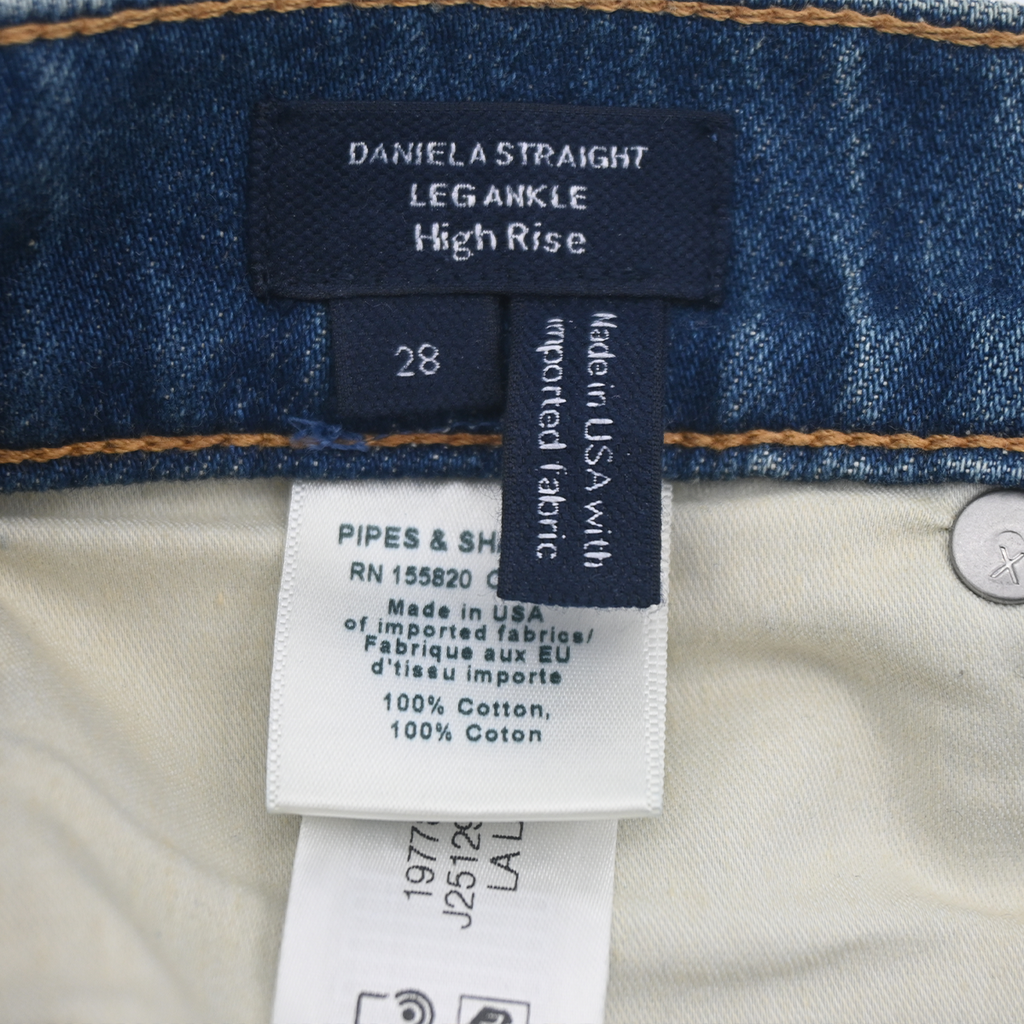 DANIELA STRAIGHT
LEG ANKLE
High Rise
28
Made in USA with
imported fabric
PIPES &
RN 155820
Made in USA
of imported fabrics/
Fabrique aux EU
d'tissu importe
100% Cotton,
100% Coton
LA